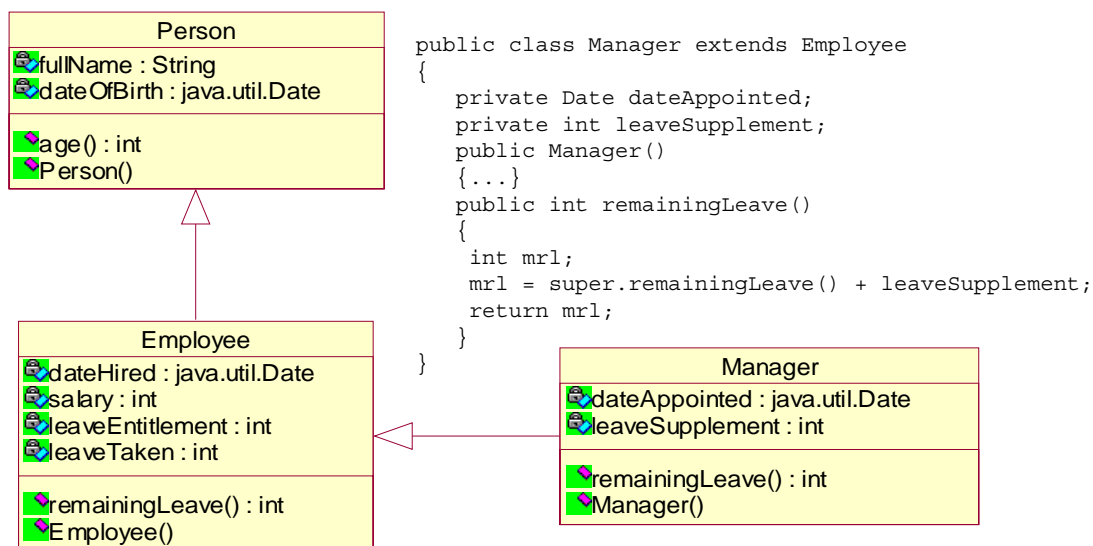 Person
fullName : String
dateOfBirth : java.util.Date
age() : int
Person()
public class Manager extends Employee
{
private Date dateAppointed;
private int leaveSupplement;
public Manager()
{...}
public int remainingLeave()
{
int mrl;
mrl = super.remainingLeave() + leaveSupplement;
return mrl;
}
}
Employee
dateHired : java.util.Date
salary : int
leaveEntitlement : int
leaveTaken : int
remainingLeave() : int
Employee()
Manager
dateAppointed : java.util.Date
leaveSupplement : int
remainingLeave() : int
Manager()